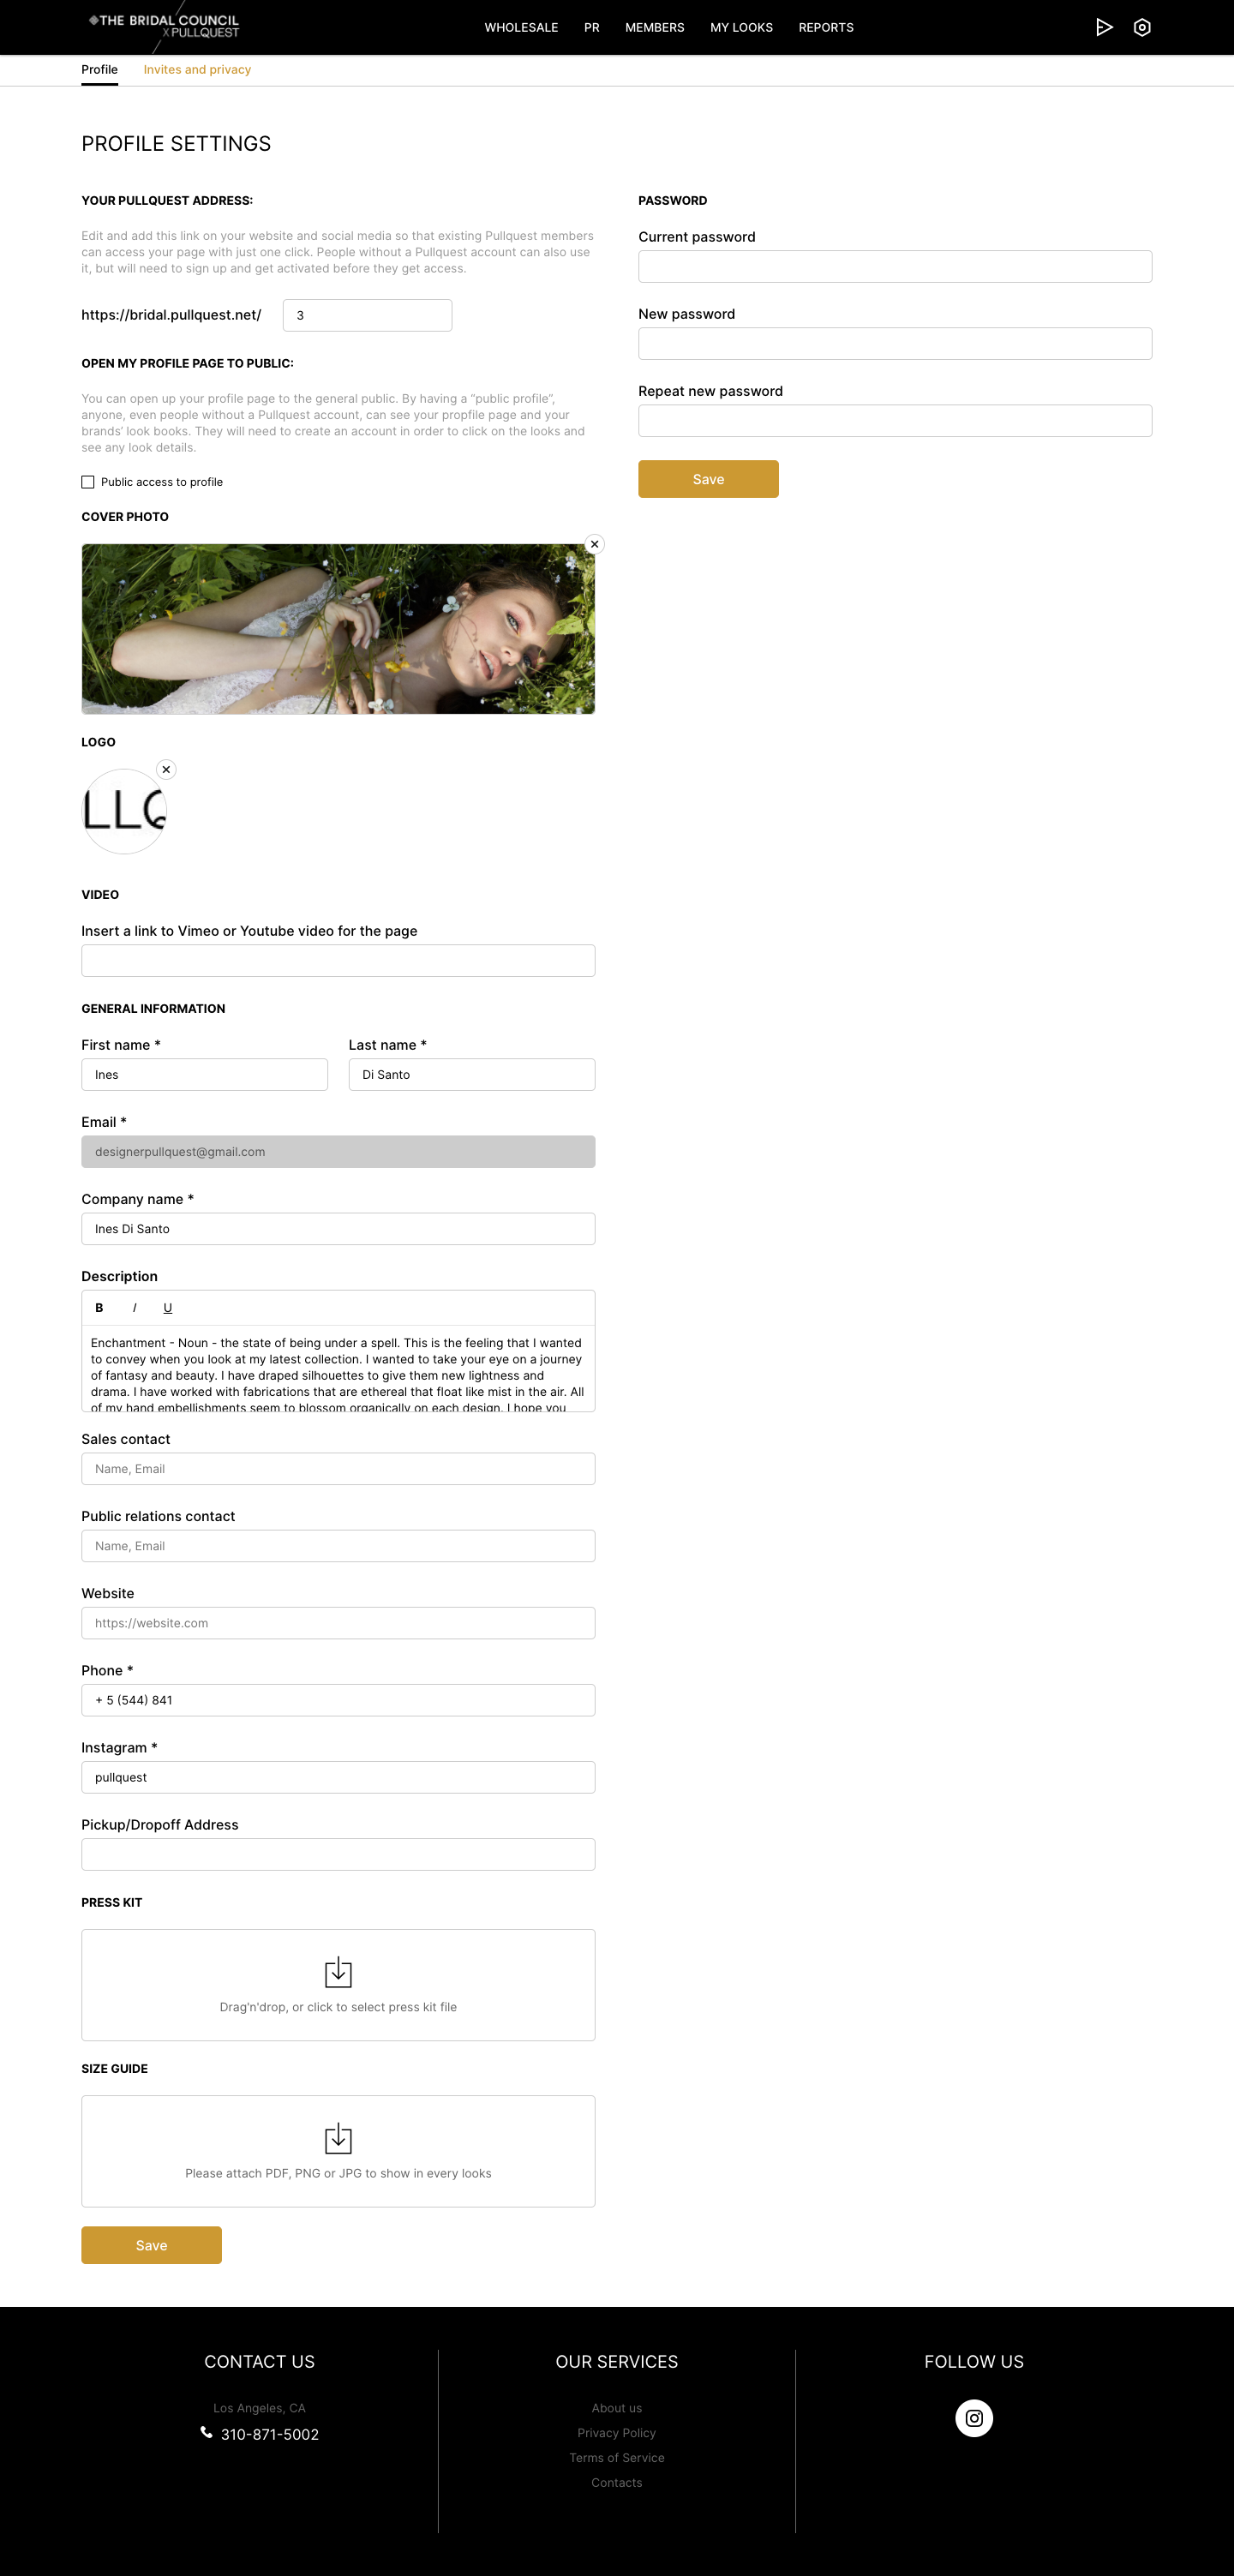 THE BRIDAL COUNCIL
X PULLQUEST
WHOLESALE PR MEMBERS MY LOOKS REPORTS
Profile Invites and privacy
PROFILE SETTINGS
YOUR PULLQUEST ADDRESS:
Edit and add this link on your website and social media so that existing Pullquest members
can access your page with just one click. People without a Pullquest account can also use
it, but will need to sign up and get activated before they get access.
https://bridal.pullquest.net/ 3
OPEN MY PROFILE PAGE TO PUBLIC:
You can open up your profile page to the general public. By having a “public profile”,
anyone, even people without a Pullquest account, can see your propfile page and your
brands’ look books. They will need to create an account in order to click on the looks and
see any look details.
Public access to profile
COVER PHOTO
LOGO
LLQ
VIDEO
Insert a link to Vimeo or Youtube video for the page
GENERAL INFORMATION
First name * Last name *
Ines Di Santo
Email *
designerpullquest@gmail.com
Company name *
Ines Di Santo
Description
B I U
Enchantment - Noun - the state of being under a spell. This is the feeling that I wanted
to convey when you look at my latest collection. I wanted to take your eye on a journey
of fantasy and beauty. I have draped silhouettes to give them new lightness and
drama. I have worked with fabrications that are ethereal that float like mist in the air. All
of my hand embellishments seem to blossom organically on each design. I hope you
Sales contact
Name, Email
Public relations contact
Name, Email
Website
https://website.com
Phone *
+ 5 (544) 841
Instagram *
pullquest
Pickup/Dropoff Address
PRESS KIT
Drag'n'drop, or click to select press kit file
SIZE GUIDE
Please attach PDF, PNG or JPG to show in every looks
Save
PASSWORD
Current password
New password
Repeat new password
Save
CONTACT US
Los Angeles, CA
310-871-5002
OUR SERVICES
About us
Privacy Policy
Terms of Service
Contacts
FOLLOW US